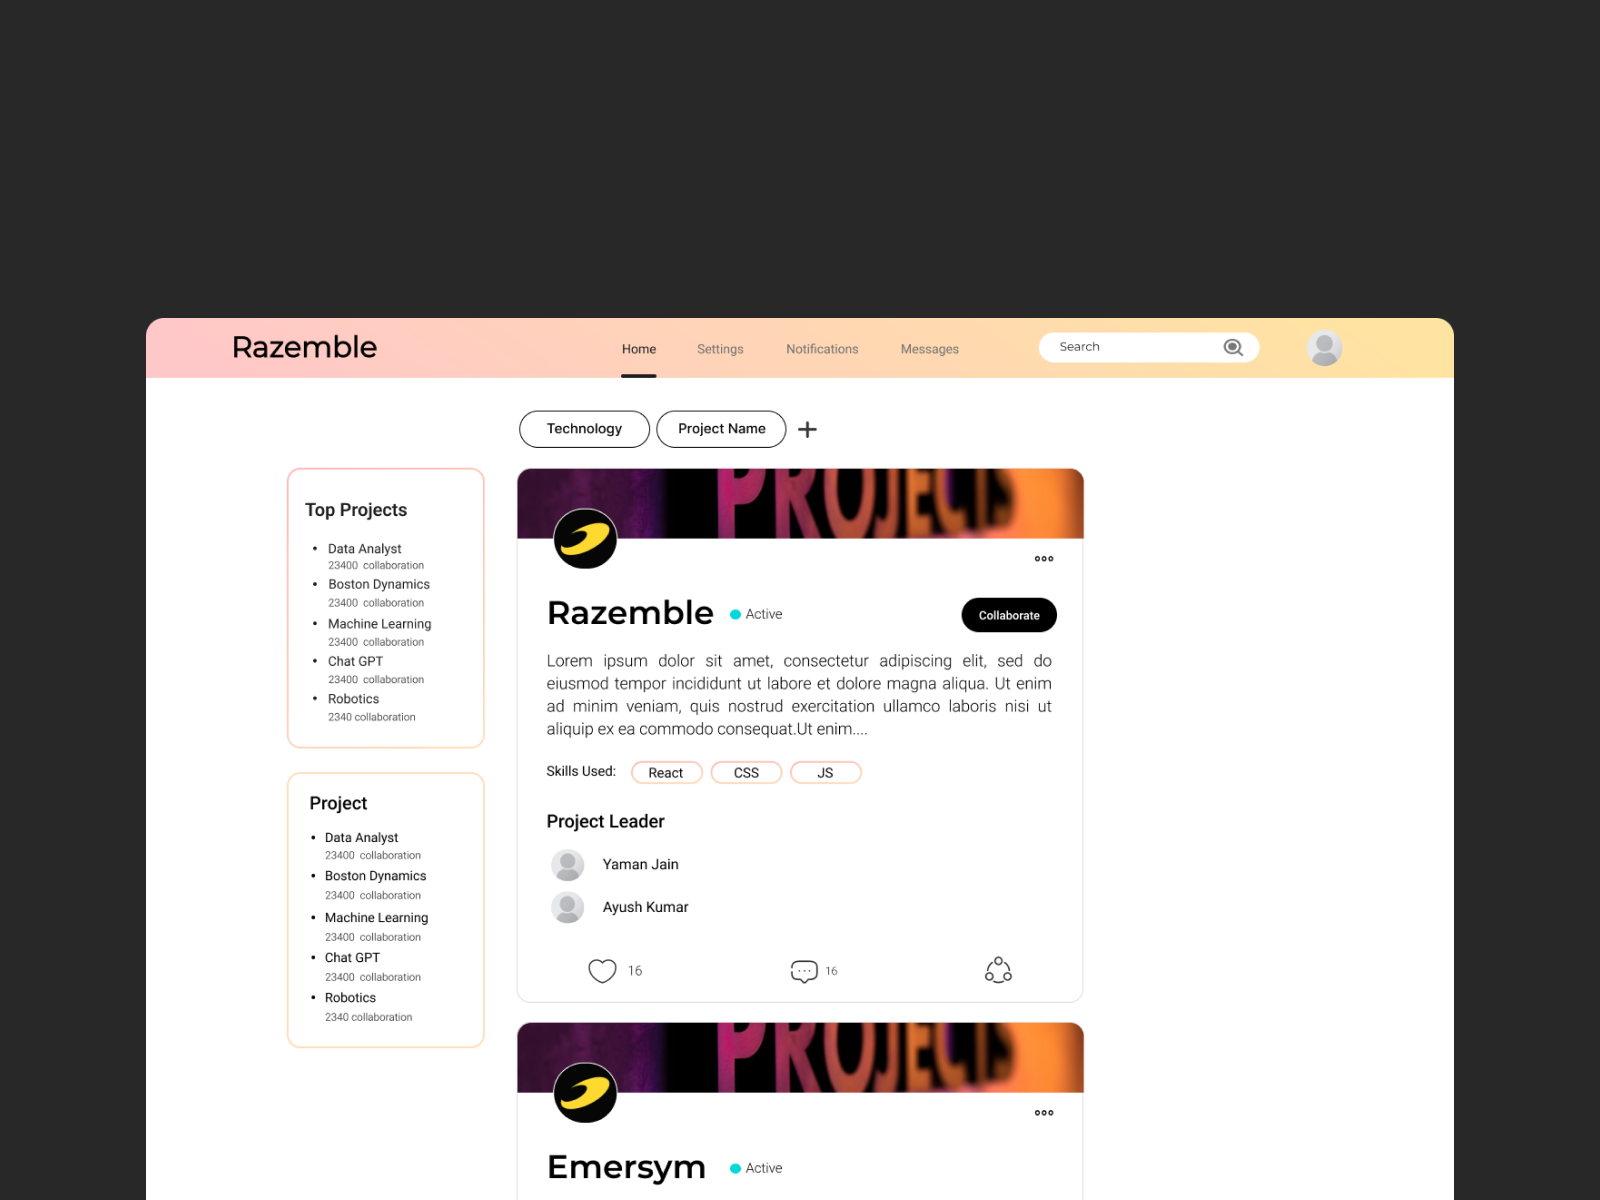 Razemble
Home
Settings
Notifications
Messages
Search
Technology
Project Name
Top Projects
• Data Analyst
23400 collaboration
• Boston Dynamics
23400 collaboration
• Machine Learning
23400 collaboration
• Chat GPT
23400 collaboration
• Robotics
2340 collaboration
Project
• Data Analyst
23400 collaboration
• Boston Dynamics
23400 collaboration
• Machine Learning
23400 collaboration
• Chat GPT
23400 collaboration
• Robotics
2340 collaboration
PROJECTS
Razemble
Active
Collaborate
Lorem ipsum dolor sit amet, consectetur adipiscing elit, sed do
eiusmod tempor incididunt ut labore et dolore magna aliqua. Ut enim
ad minim veniam, quis nostrud exercitation ullamco laboris nisi ut
aliquip ex ea commodo consequat.Ut enim....
Skills Used:
React
CSS
JS
Project Leader
Yaman Jain
Ayush Kumar
16
16
PROJECTS
Emersym
Active